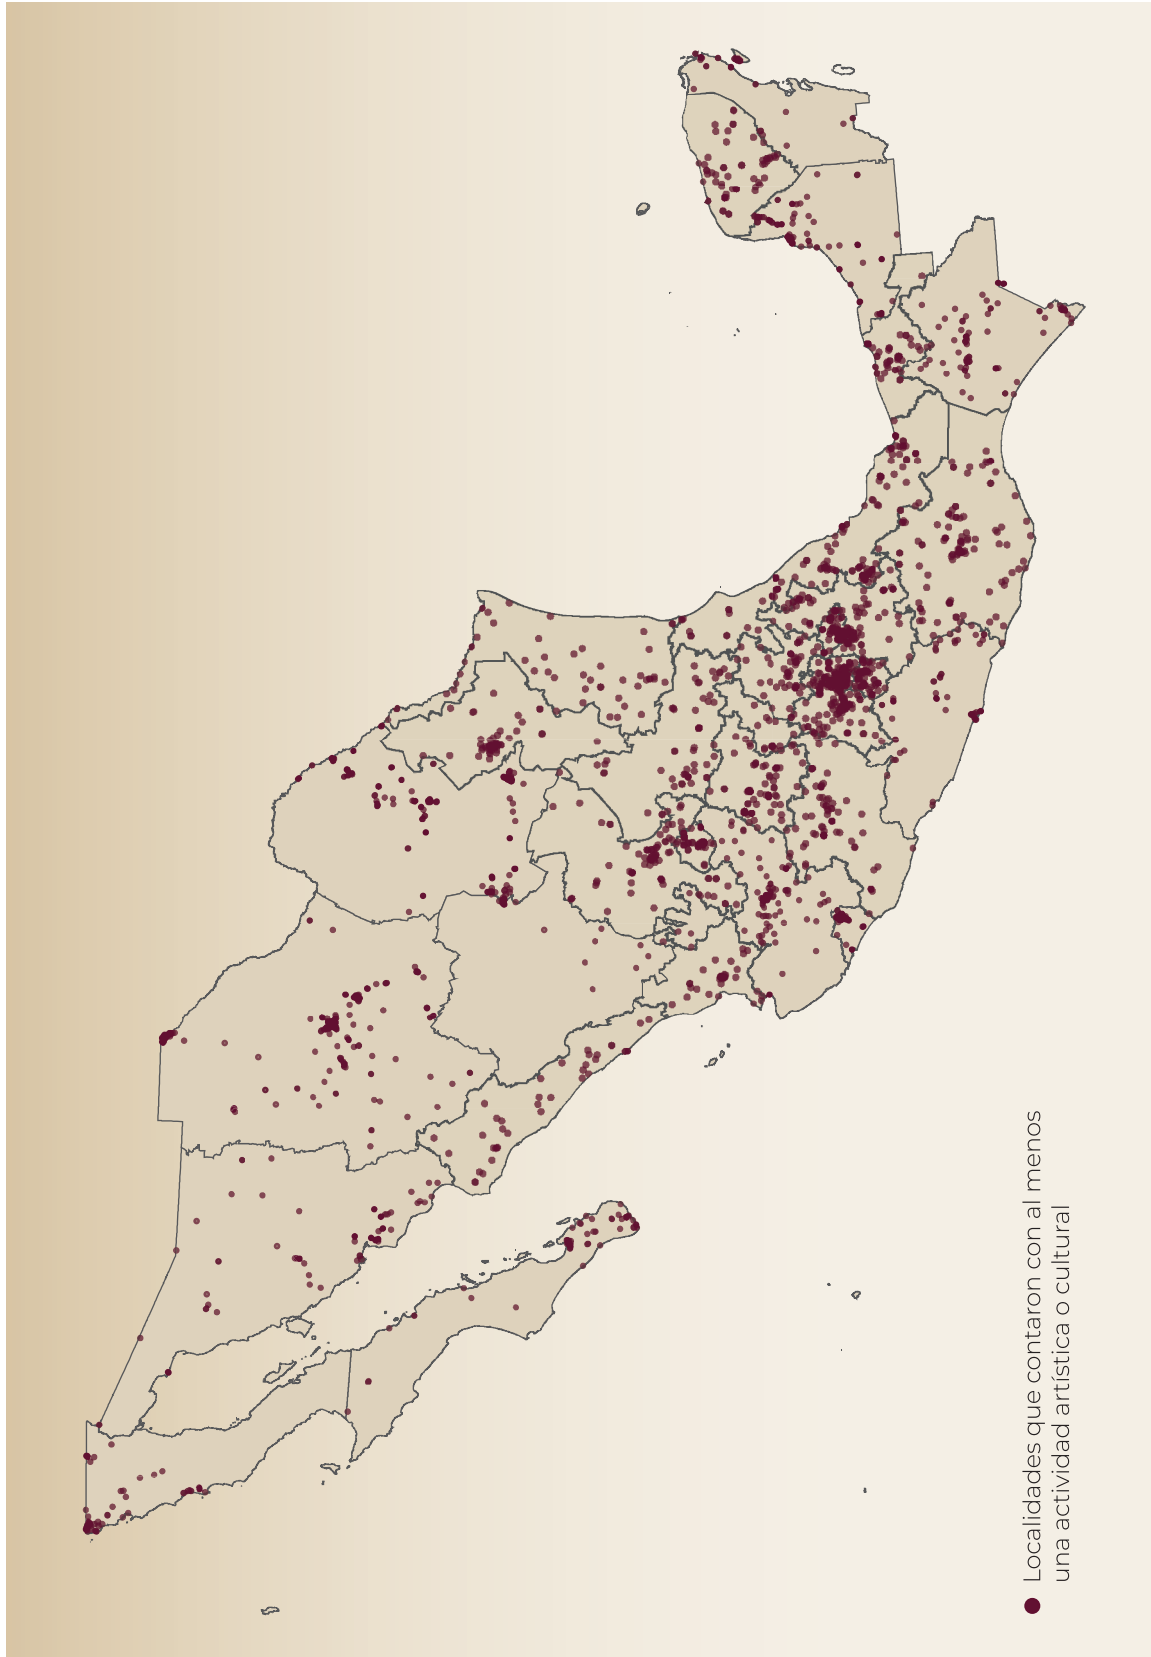 Localidades que contaron con al menos
una actividad artística o cultural